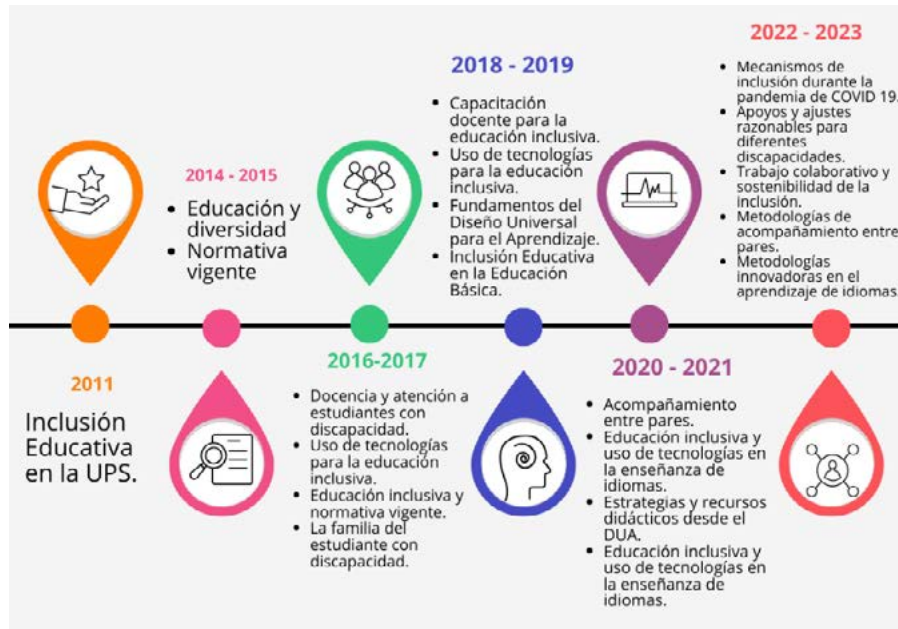 2011
Inclusión
Educativa
en la UPS.
2014 - 2015
• Educación y
diversidad
• Normativa
vigente
2016-2017
• Docencia y atención a
estudiantes con
discapacidad.
• Uso de tecnologías
para la educación
inclusiva.
• Educación inclusiva y
normativa vigente.
• La familia del
estudiante con
discapacidad.
2018 - 2019
• Capacitación
docente para la
educación inclusiva.
• Uso de tecnologías
para la educación
inclusiva.
• Fundamentos del
Diseño Universal
para el Aprendizaje.
• Inclusión Educativa
en la Educación
Básica.
2020 - 2021
• Acompañamiento
entre pares.
• Educación inclusiva y
uso de tecnologías en
la enseñanza de
idiomas.
• Estrategias y recursos
didácticos desde el
DUA.
• Educación inclusiva y
uso de tecnologías en
la enseñanza de
idiomas.
2022 - 2023
• Mecanismos de
inclusión durante la
pandemia de COVID 19.
• Apoyos y ajustes
razonables para
diferentes
discapacidades.
• Trabajo colaborativo y
sostenibilidad de la
inclusión.
• Metodologías de
acompañamiento entre
pares.
• Metodologías
innovadoras en el
aprendizaje de idiomas